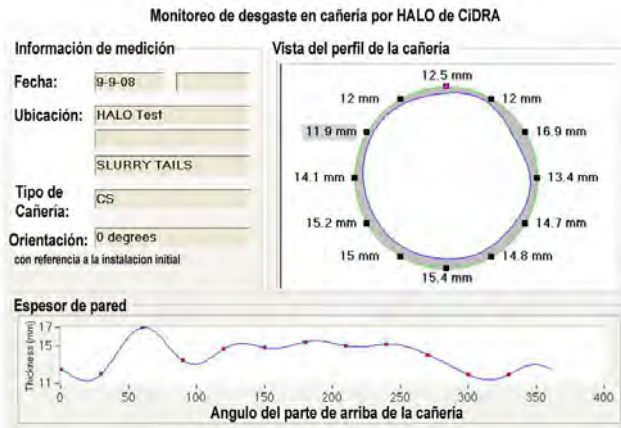 Monitoreo de desgaste en cañería por HALO de CiDRA
Información de medición
Fecha: 9-9-08
Ubicación: HALO Test
SLURRY TAILS
Tipo de
Cañería: CS
Orientación: 0 degrees
con referencia a la instalacion initial
Vista del perfil de la cañería
12.5 mm
12 mm
12 mm
11.9 mm
16.9 mm
14.1 mm
13.4 mm
15.2 mm
14.7 mm
15 mm
14.8 mm
15.4 mm
Espesor de pared
Thickness (mm)
17
15
11
0 50 100 150 200 250 300 350 400
Angulo del parte de arriba de la cañería